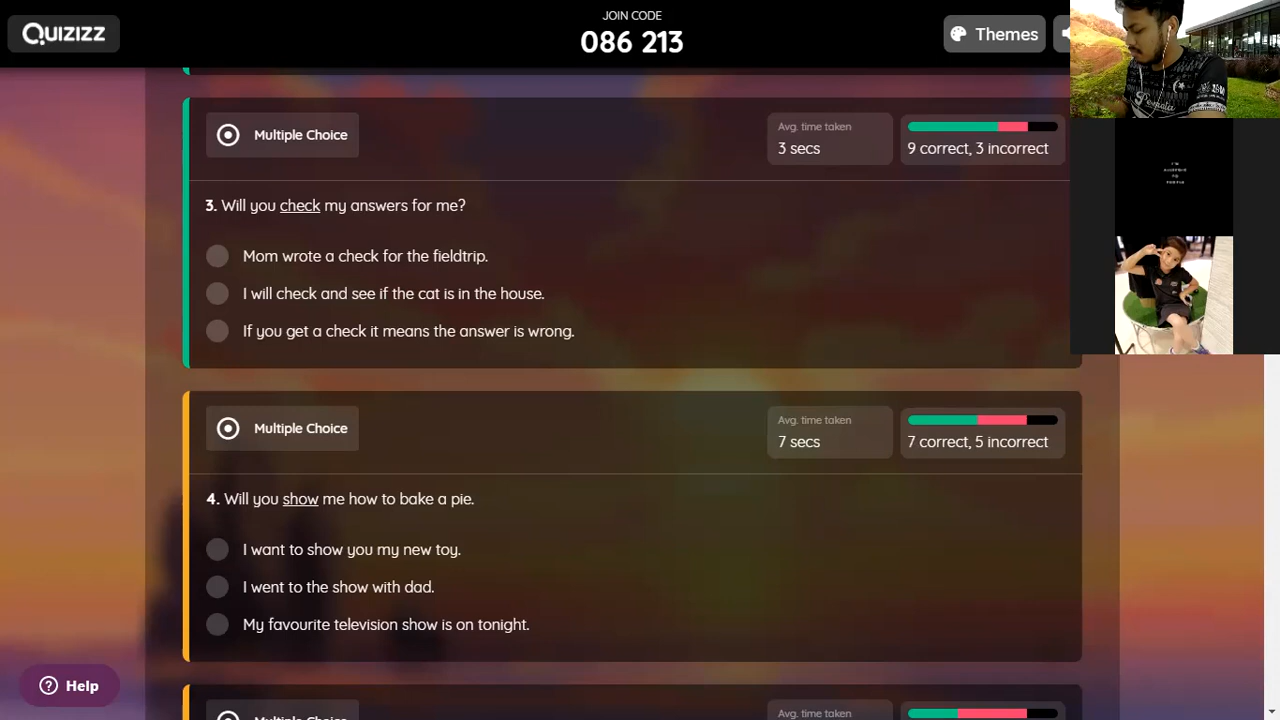 QUIZIZZ
JOIN CODE
086 213
Themes
Multiple Choice
Avg. time taken
3 secs
9 correct, 3 incorrect
3. Will you check my answers for me?
Mom wrote a check for the fieldtrip.
I will check and see if the cat is in the house.
If you get a check it means the answer is wrong.
Multiple Choice
Avg. time taken
7 secs
7 correct, 5 incorrect
4. Will you show me how to bake a pie.
I want to show you my new toy.
I went to the show with dad.
My favourite television show is on tonight.
Help
Multiple Choice
Avg. time taken